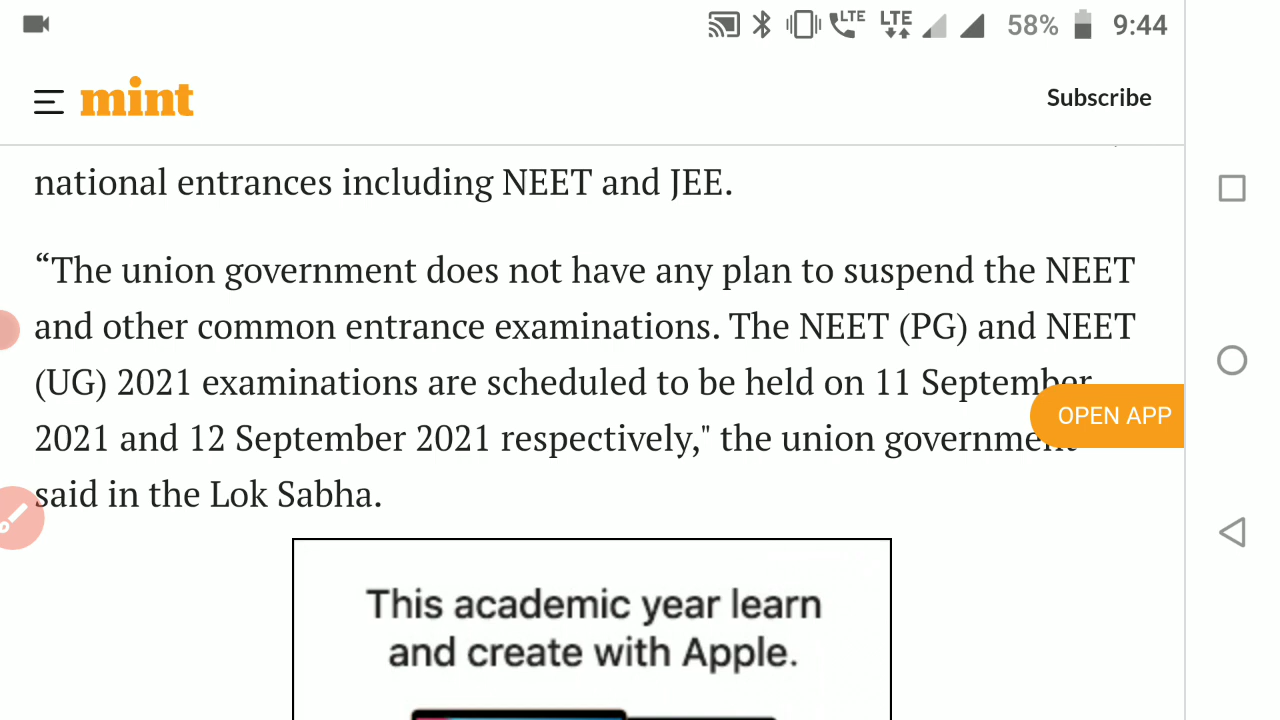 LTE LTE 58% 9:44
mint Subscribe
national entrances including NEET and JEE.
“The union government does not have any plan to suspend the NEET
and other common entrance examinations. The NEET (PG) and NEET
(UG) 2021 examinations are scheduled to be held on 11 September
OPEN APP
2021 and 12 September 2021 respectively," the union government
said in the Lok Sabha.
This academic year learn
and create with Apple.